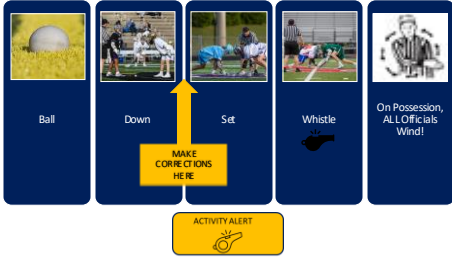 Ball
Down
Set
Whistle
On Possession,
ALL Officials
Wind!
MAKE
CORRECTIONS
HERE
ACTIVITY ALERT